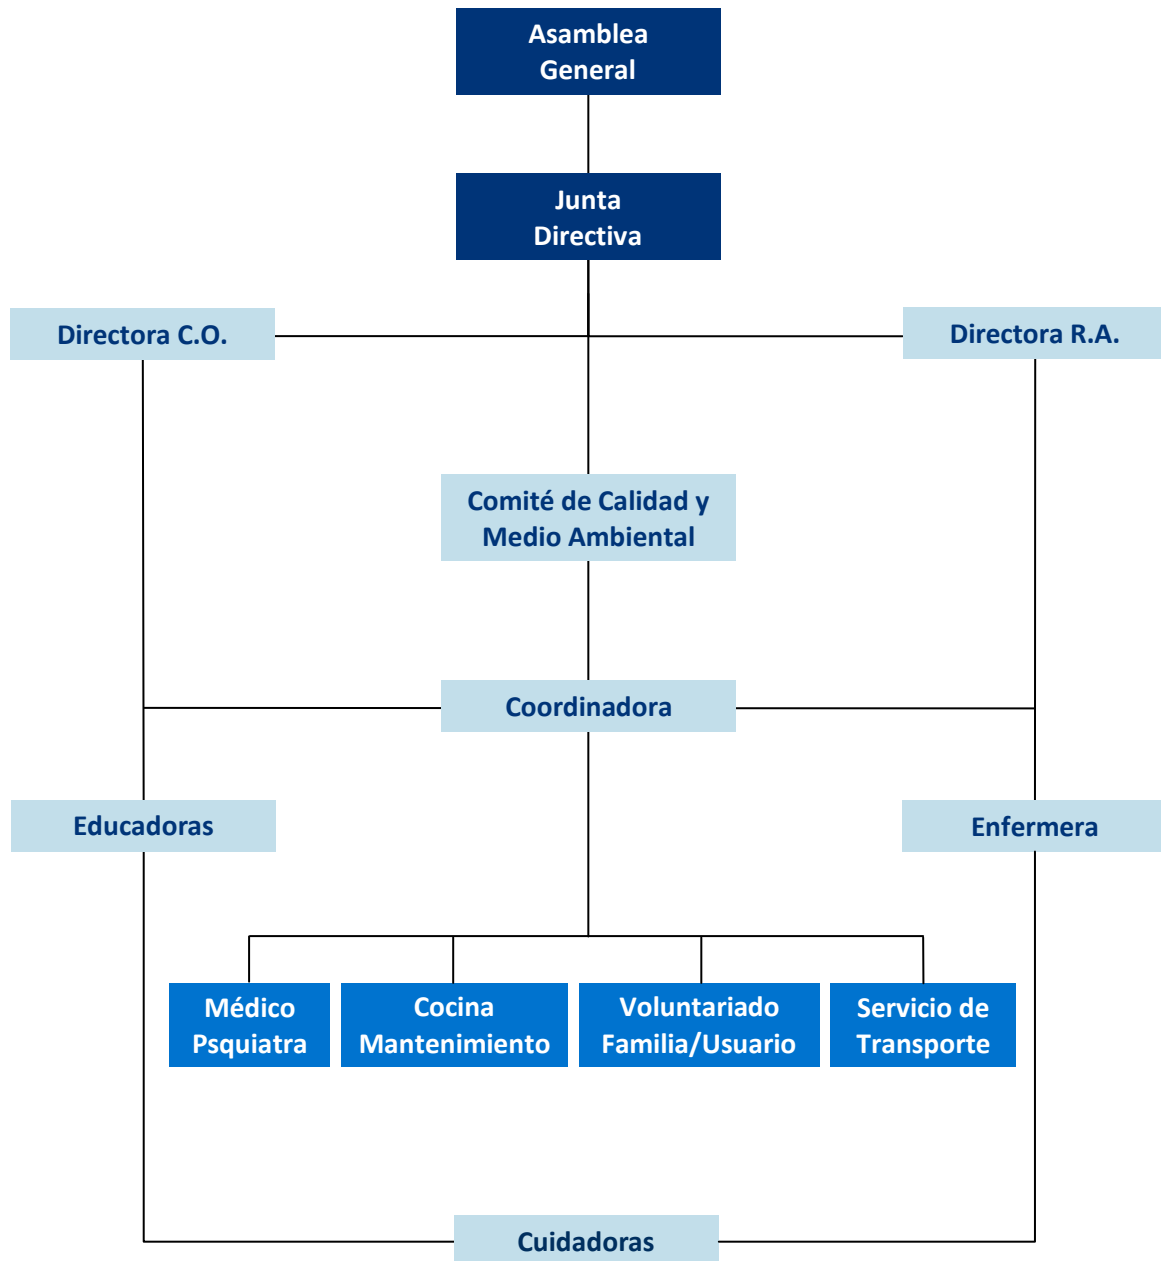 Asamblea
General
Junta
Directiva
Directora C.O.
Directora R.A.
Comité de Calidad y
Medio Ambiental
Coordinadora
Educadoras
Enfermera
Médico
Psquiatra
Cocina
Mantenimiento
Voluntariado
Familia/Usuario
Servicio de
Transporte
Cuidadoras